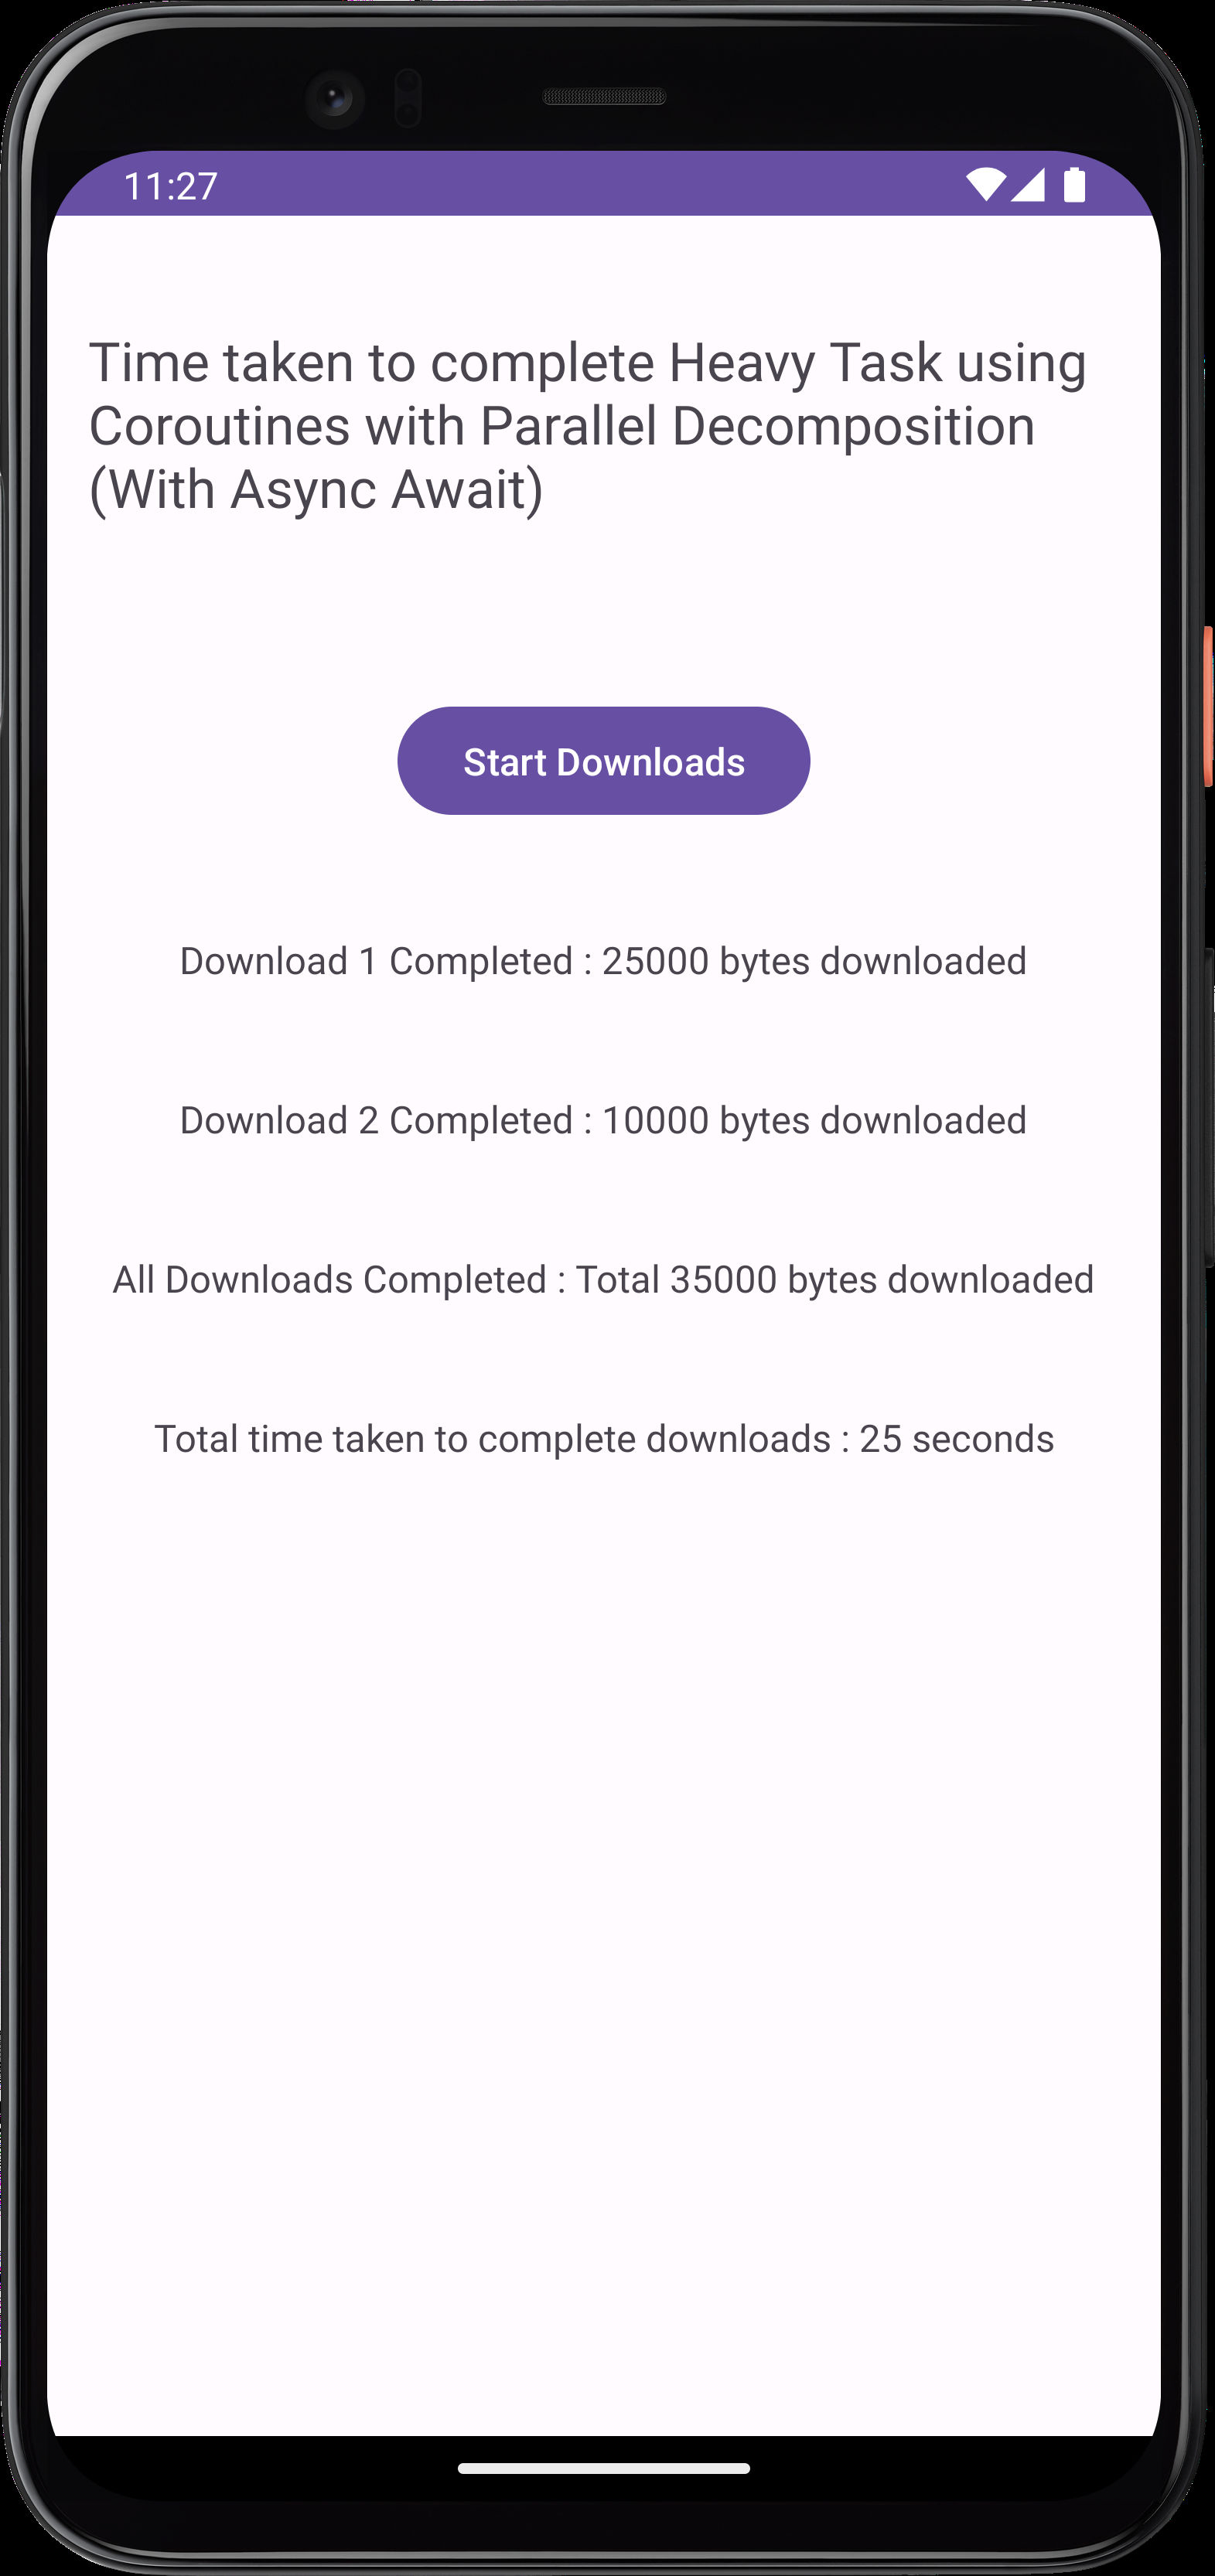 11:27
Time taken to complete Heavy Task using
Coroutines with Parallel Decomposition
(With Async Await)
Start Downloads
Download 1 Completed : 25000 bytes downloaded
Download 2 Completed : 10000 bytes downloaded
All Downloads Completed : Total 35000 bytes downloaded
Total time taken to complete downloads : 25 seconds